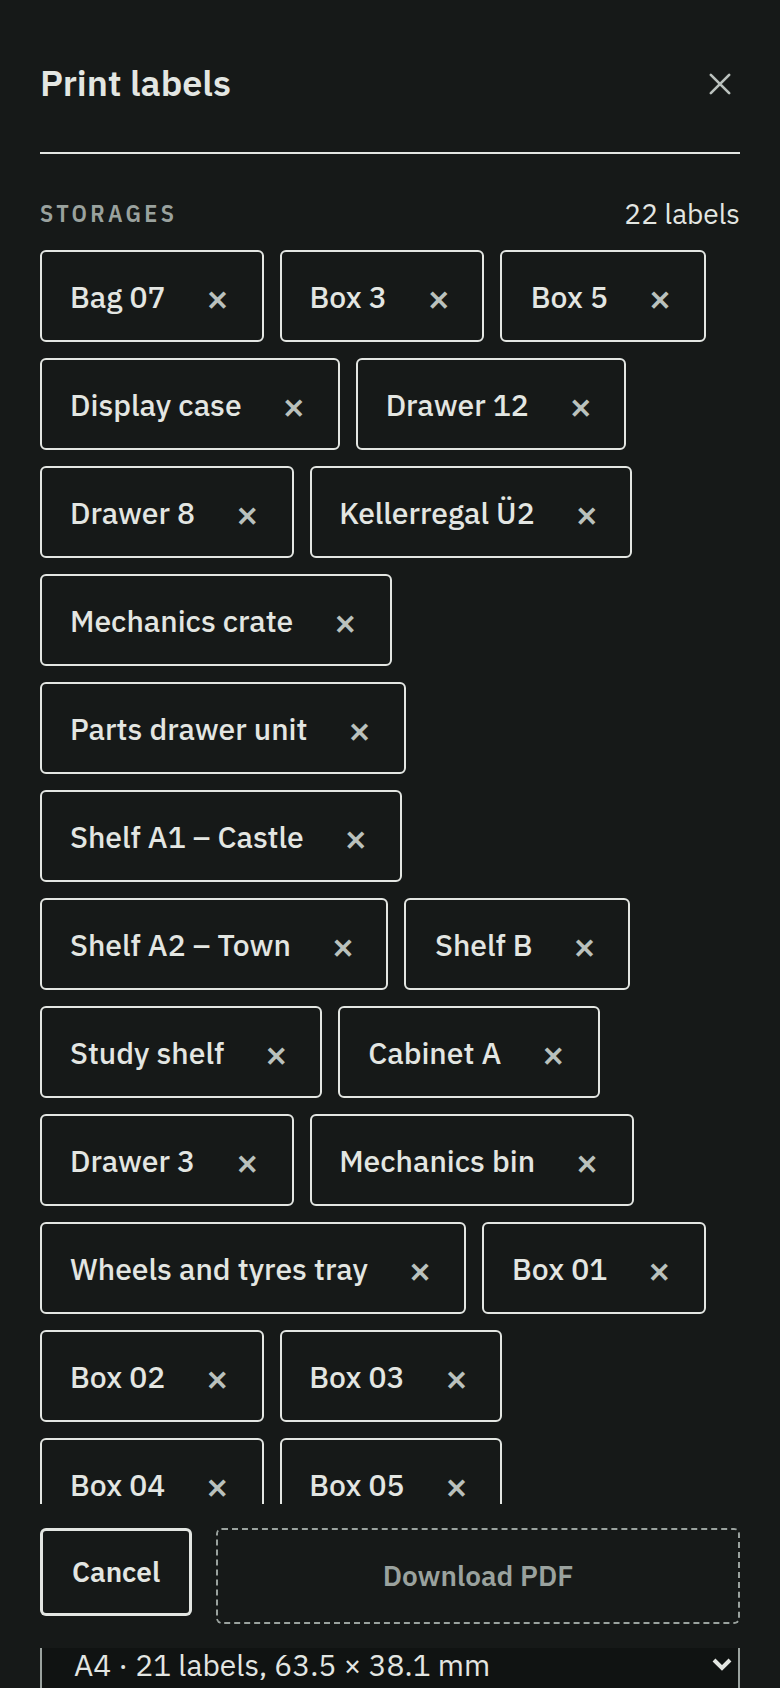 Print labels
STORAGES 22 labels
Bag 07 × Box 3 × Box 5 ×
Display case × Drawer 12 ×
Drawer 8 × Kellerregal Ü2 ×
Mechanics crate ×
Parts drawer unit ×
Shelf A1 – Castle ×
Shelf A2 – Town × Shelf B ×
Study shelf × Cabinet A ×
Drawer 3 × Mechanics bin ×
Wheels and tyres tray × Box 01 ×
Box 02 × Box 03 ×
Box 04 × Box 05 ×
Cancel Download PDF
A4 · 21 labels, 63.5 × 38.1 mm